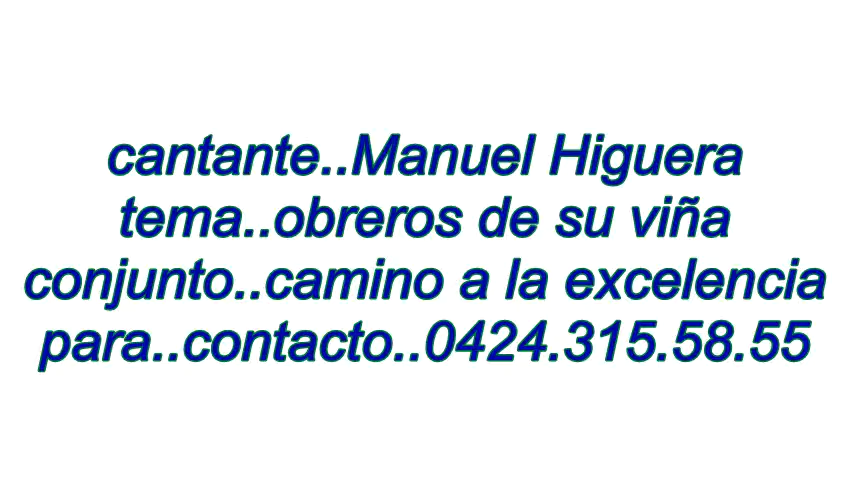 cantante..Manuel Higuera
tema..obreros de su viña
conjunto..camino a la excelencia
para..contacto..0424.315.58.55